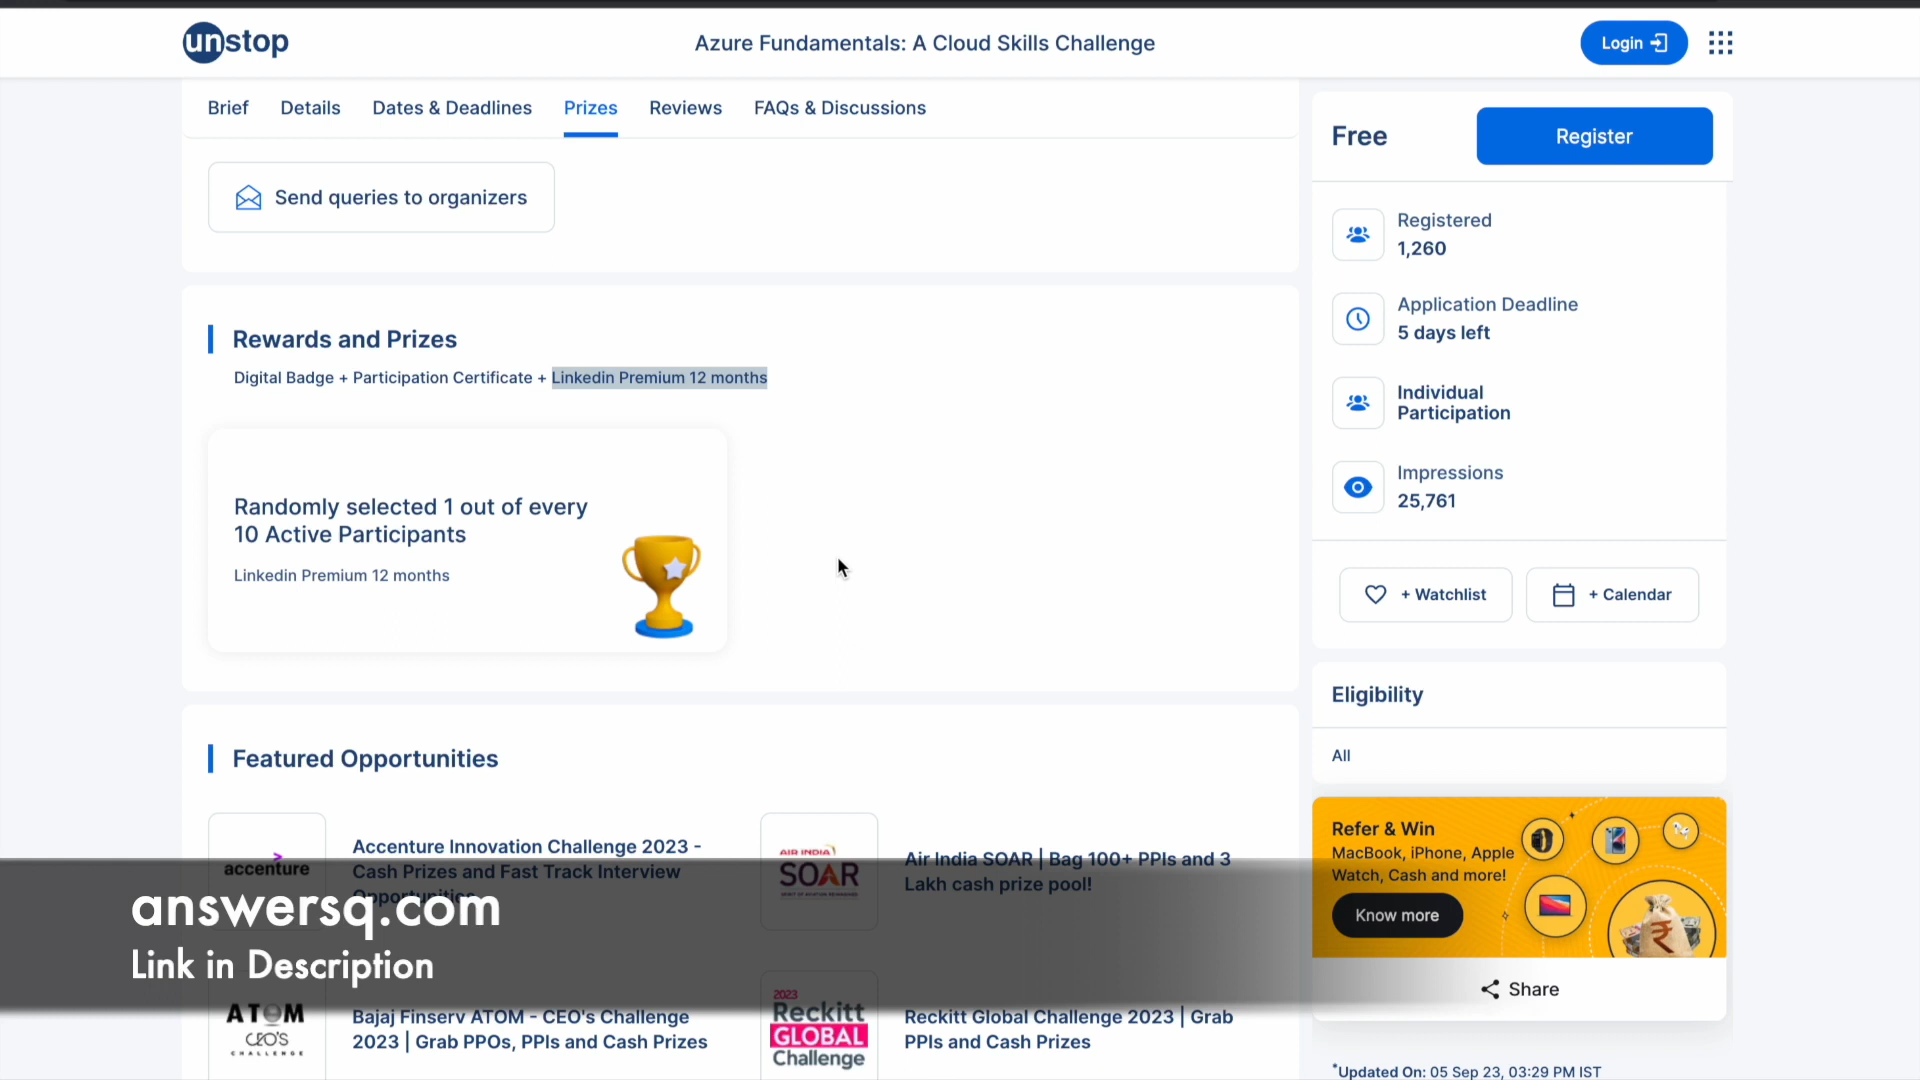 unstop
Azure Fundamentals: A Cloud Skills Challenge
Login
Brief Details Dates & Deadlines Prizes Reviews FAQs & Discussions
Send queries to organizers
Rewards and Prizes
Digital Badge + Participation Certificate + Linkedin Premium 12 months
Randomly selected 1 out of every
10 Active Participants
Linkedin Premium 12 months
Featured Opportunities
accenture
Accenture Innovation Challenge 2023 -
Cash Prizes and Fast Track Interview
Opportunities
AIR INDIA
SOAR
Air India SOAR | Bag 100+ PPIs and 3
Lakh cash prize pool!
ATOM
CEO'S
CHALLENGE
Bajaj Finserv ATOM - CEO's Challenge
2023 | Grab PPOs, PPIs and Cash Prizes
2023
Reckitt
GLOBAL
Challenge
Reckitt Global Challenge 2023 | Grab
PPIs and Cash Prizes
answersq.com
Link in Description
Free
Register
Registered
1,260
Application Deadline
5 days left
Individual
Participation
Impressions
25,761
+ Watchlist
+ Calendar
Eligibility
All
Refer & Win
MacBook, iPhone, Apple
Watch, Cash and more!
Know more
₹
Share
*Updated On: 05 Sep 23, 03:29 PM IST